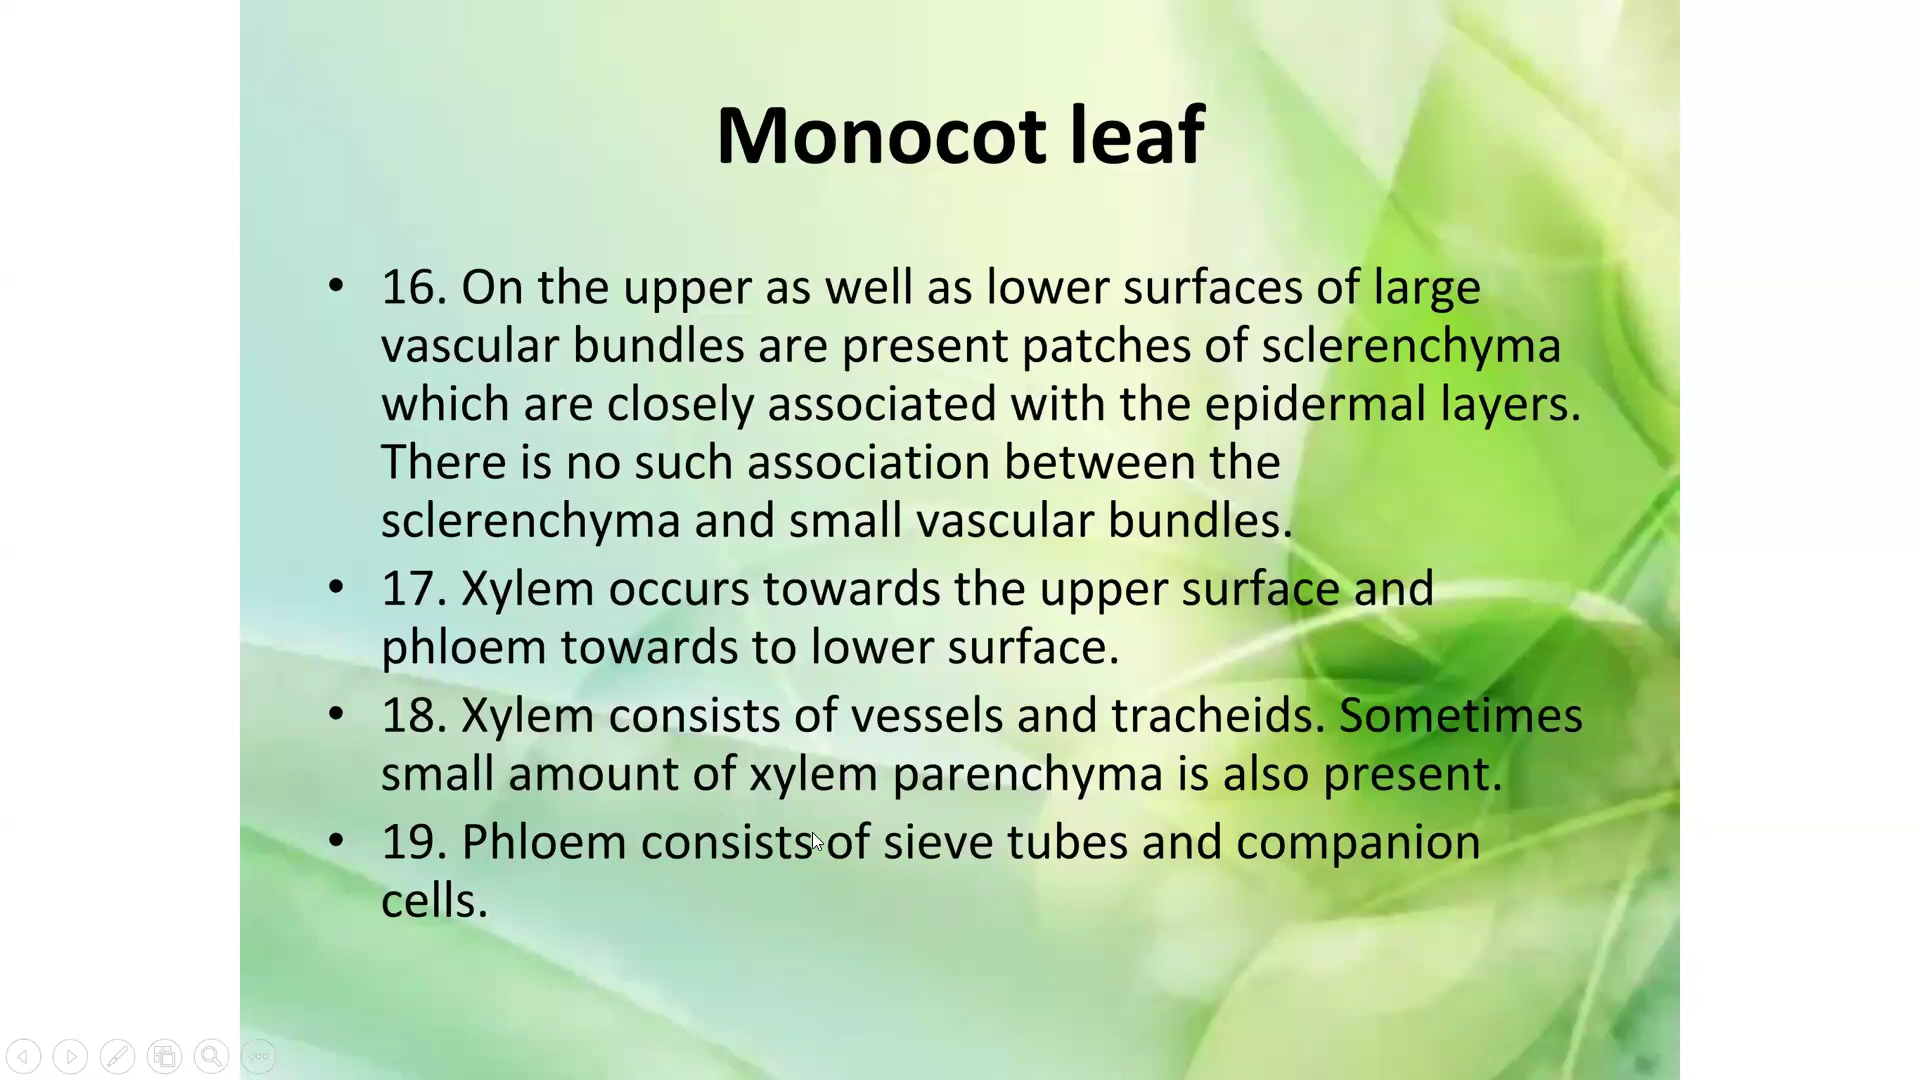 Monocot leaf
• 16. On the upper as well as lower surfaces of large
vascular bundles are present patches of sclerenchyma
which are closely associated with the epidermal layers.
There is no such association between the
sclerenchyma and small vascular bundles.
• 17. Xylem occurs towards the upper surface and
phloem towards to lower surface.
• 18. Xylem consists of vessels and tracheids. Sometimes
small amount of xylem parenchyma is also present.
• 19. Phloem consists of sieve tubes and companion
cells.